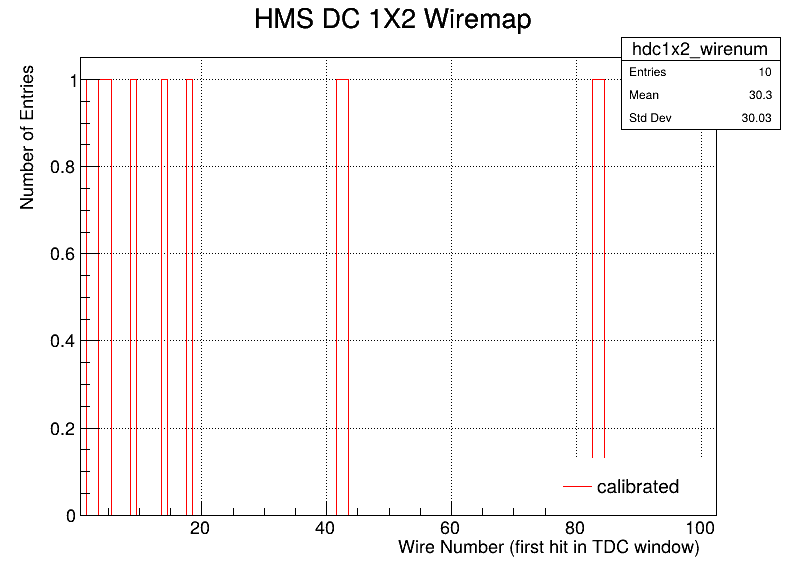 HMS DC 1X2 Wiremap
hdc1x2_wirenum
Entries 10
Mean 30.3
Std Dev 30.03
Number of Entries
1
0.8
0.6
0.4
0.2
0
20 40 60 80 100
calibrated
Wire Number (first hit in TDC window)